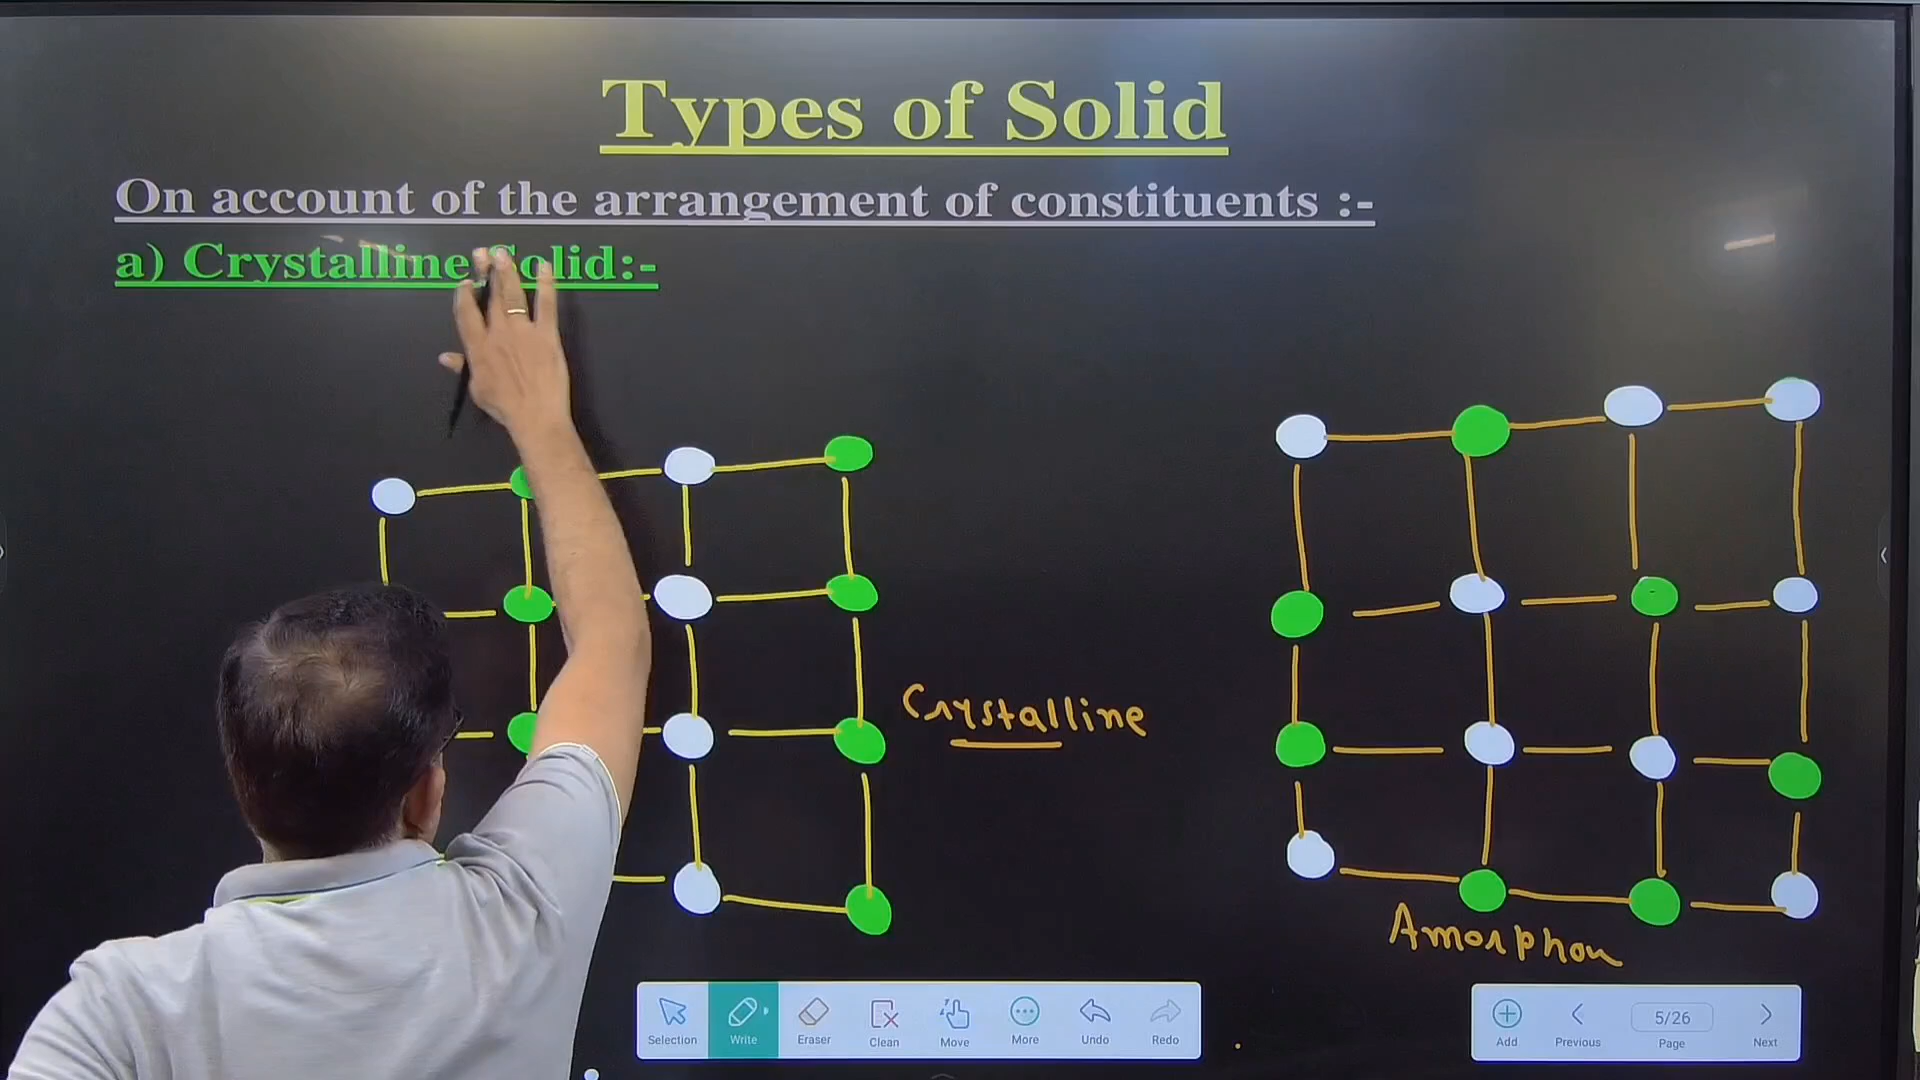 Types of Solid
On account of the arrangement of constituents :-
a) Crystalline Solid:-
Crystalline
Amorphou
Selection Write Eraser Clean Move More Undo Redo
Add Previous 5/26 Page Next